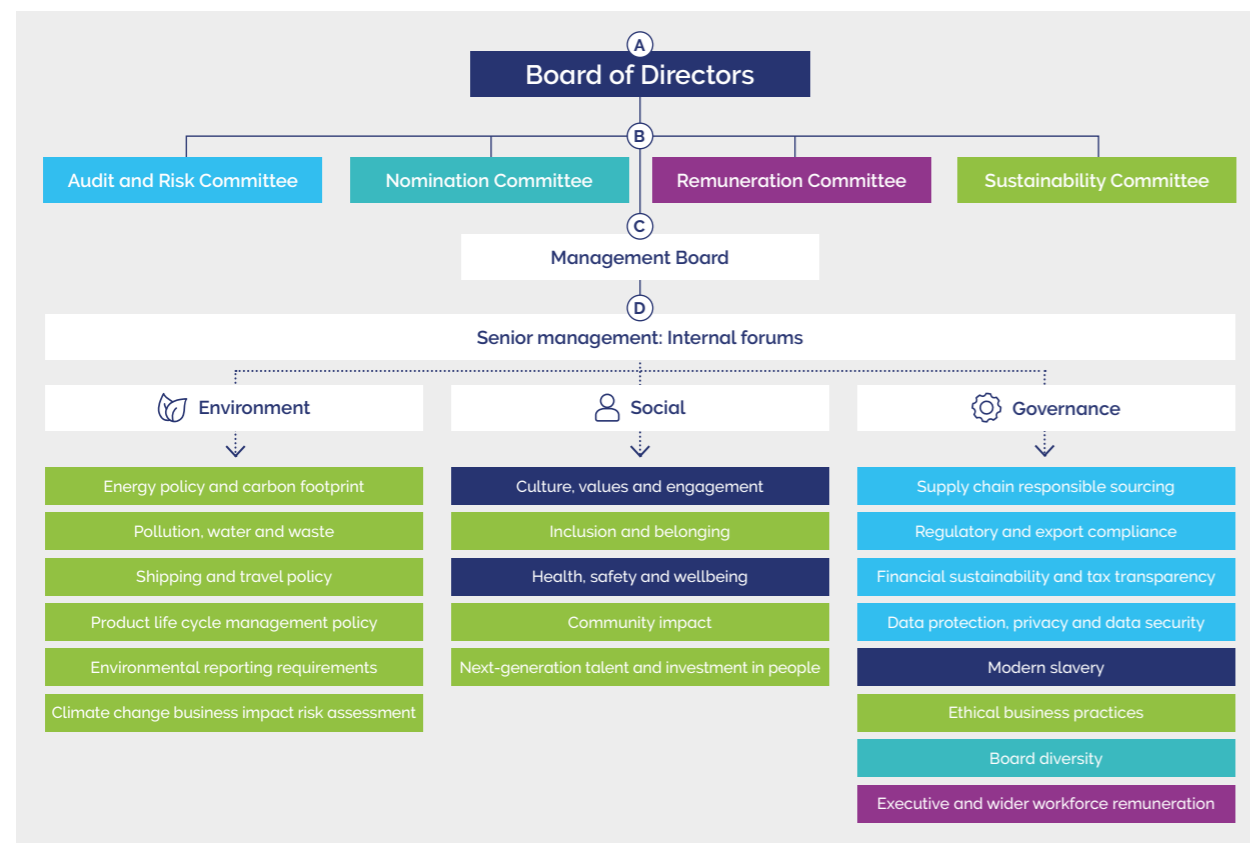 A
Board of Directors
B
Audit and Risk Committee
Nomination Committee
Remuneration Committee
Sustainability Committee
C
Management Board
D
Senior management: Internal forums
Environment
Social
Governance
Energy policy and carbon footprint
Pollution, water and waste
Shipping and travel policy
Product life cycle management policy
Environmental reporting requirements
Climate change business impact risk assessment
Culture, values and engagement
Inclusion and belonging
Health, safety and wellbeing
Community impact
Next-generation talent and investment in people
Supply chain responsible sourcing
Regulatory and export compliance
Financial sustainability and tax transparency
Data protection, privacy and data security
Modern slavery
Ethical business practices
Board diversity
Executive and wider workforce remuneration